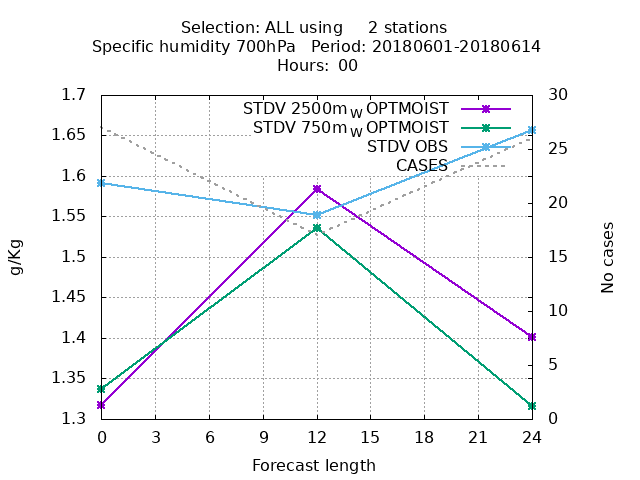 Selection: ALL using     2 stations
Specific humidity 700hPa   Period: 20180601-20180614
Hours:  00
STDV 2500m_W OPTMOIST
STDV 750m_W OPTMOIST
STDV OBS
CASES
1.7
1.65
1.6
1.55
1.5
1.45
1.4
1.35
1.3
g/Kg
30
25
20
15
10
5
0
No cases
0 3 6 9 12 15 18 21 24
Forecast length